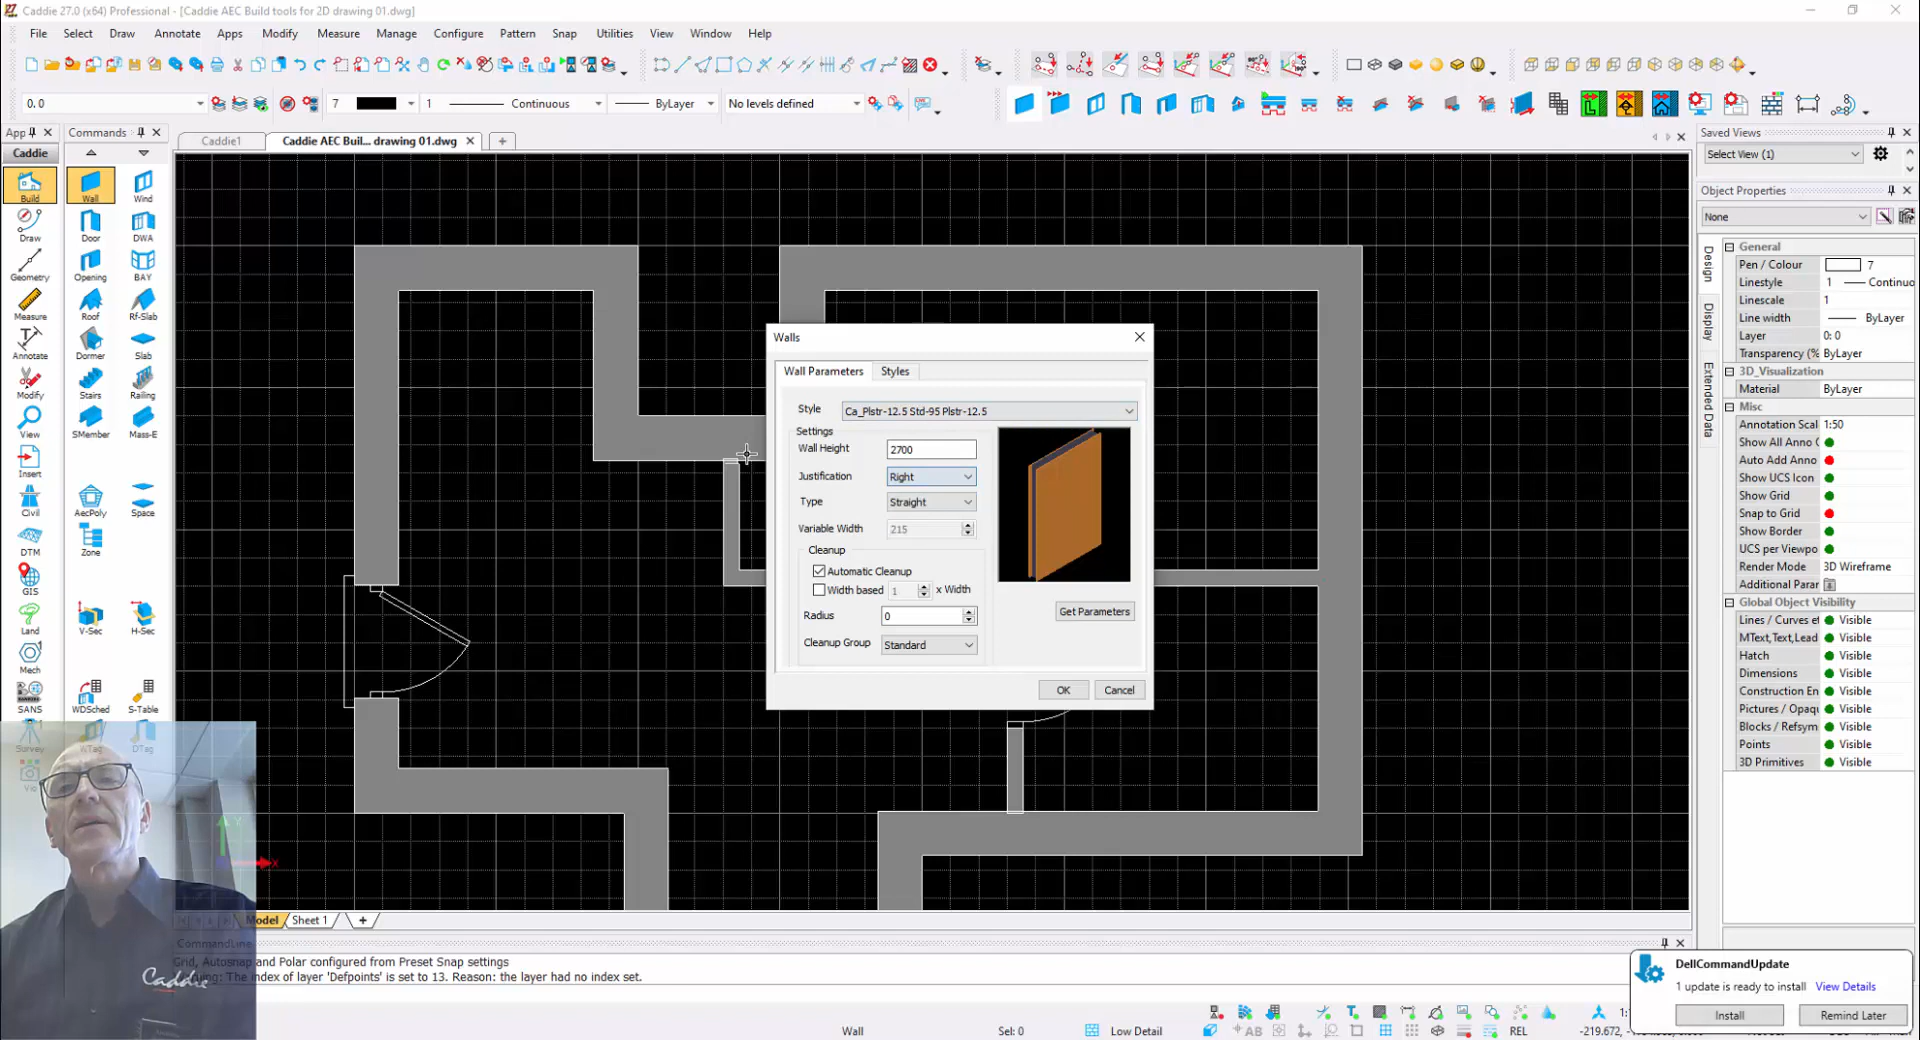 Caddie 27.0 (x64) Professional - [Caddie AEC Build tools for 2D drawing 01.dwg]
File Select Draw Annotate Apps Modify Measure Manage Configure Pattern Snap Utilities View Window Help
0. 0 7 1 Continuous ByLayer No levels defined
App Commands
Caddie1 Caddie AEC Buil... drawing 01.dwg
Caddie
Build Wall Wind
Draw Door DWA
Geometry Opening BAY
Measure Roof Rf-Slab
Annotate Dormer Slab
Modify Stairs Railing
View SMember Mass-E
Insert
Civil AecPoly Space
DTM Zone
GIS
Land V-Sec H-Sec
Mech
SANS WDSched S-Table
Survey WTag DTag
Walls
Wall Parameters Styles
Style Ca_Plstr-12.5 Std-95 Plstr-12.5
Settings
Wall Height 2700
Justification Right
Type Straight
Variable Width 215
Cleanup
Automatic Cleanup
Width based 1 x Width
Radius 0
Cleanup Group Standard
Get Parameters
OK Cancel
Saved Views
Select View (1)
Object Properties
None
Design
Display
Extended Data
General
Pen / Colour 7
Linestyle 1 Continuo
Linescale 1
Line width ByLayer
Layer 0: 0
Transparency (% ByLayer
3D_Visualization
Material ByLayer
Misc
Annotation Scal 1:50
Show All Anno
Auto Add Anno
Show UCS Icon
Show Grid
Snap to Grid
Show Border
UCS per Viewpo
Render Mode 3D Wireframe
Additional Parar
Global Object Visibility
Lines / Curves et Visible
MText,Text,Lead Visible
Hatch Visible
Dimensions Visible
Construction En Visible
Pictures / Opaqu Visible
Blocks / Refsym Visible
Points Visible
3D Primitives Visible
Model Sheet 1
CommandLine
Grid, Autosnap and Polar configured from Preset Snap settings
The index of layer 'Defpoints' is set to 13. Reason: the layer had no index set.
Caddie
Wall Sel: 0 Low Detail REL
DellCommandUpdate
1 update is ready to install View Details
Install Remind Later